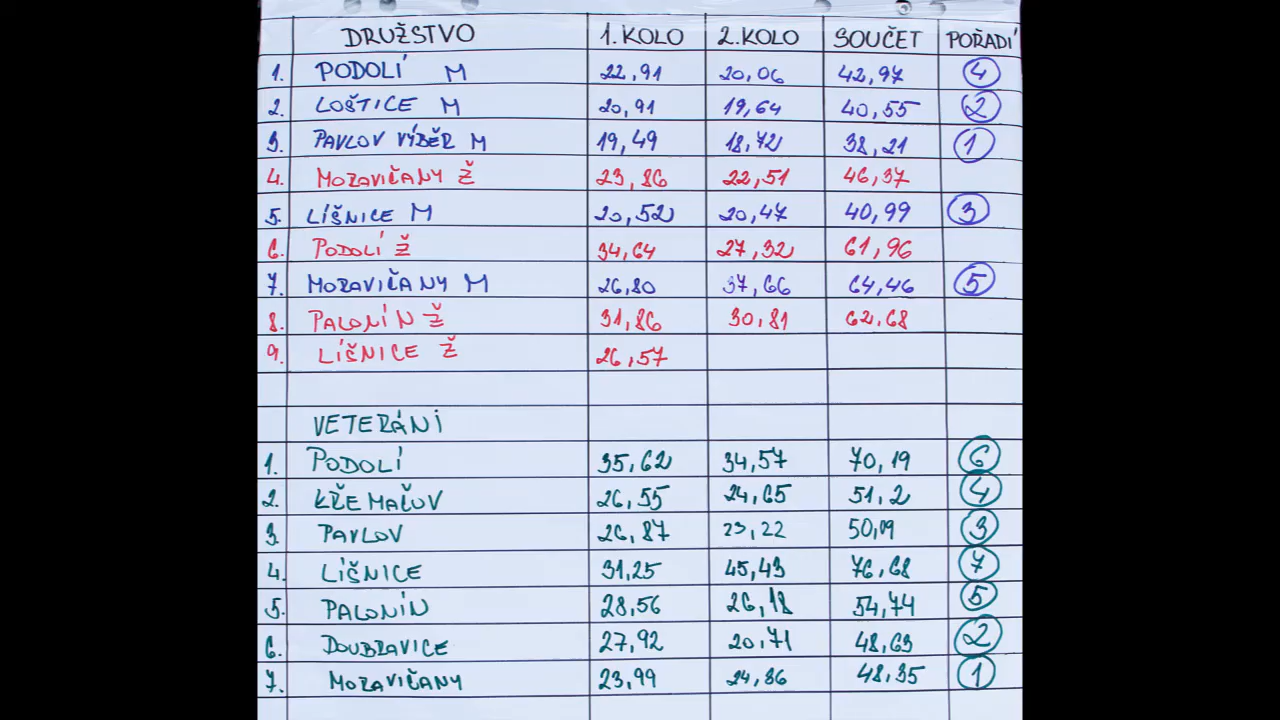 DRUŽSTVO 1. KOLO 2. KOLO SOUČET POŘADÍ
1. PODOLÍ M 22,91 20,06 42,97 4
2. LOŠTICE M 20,91 19,64 40,55 2
3. PAVLOV VÝBĚR M 19,49 18,72 38,21 1
4. MORAVIČANY Ž 23,86 22,51 46,37
5. LÍŠNICE M 20,52 20,47 40,99 3
6. PODOLÍ Ž 34,64 27,32 61,96
7. MORAVIČANY M 26,80 37,66 64,46 5
8. PALONÍN Ž 31,86 30,81 62,68
9. LÍŠNICE Ž 26,57
VETERÁNI
1. PODOLÍ 35,62 34,57 70,19 6
2. KŘEMAČOV 26,55 24,65 51,2 4
3. PAVLOV 26,87 23,22 50,09 3
4. LÍŠNICE 31,25 45,43 76,68 7
5. PALONÍN 28,56 26,18 54,74 5
6. DOUBRAVICE 27,92 20,71 48,63 2
7. MORAVIČANY 23,99 24,36 48,35 1